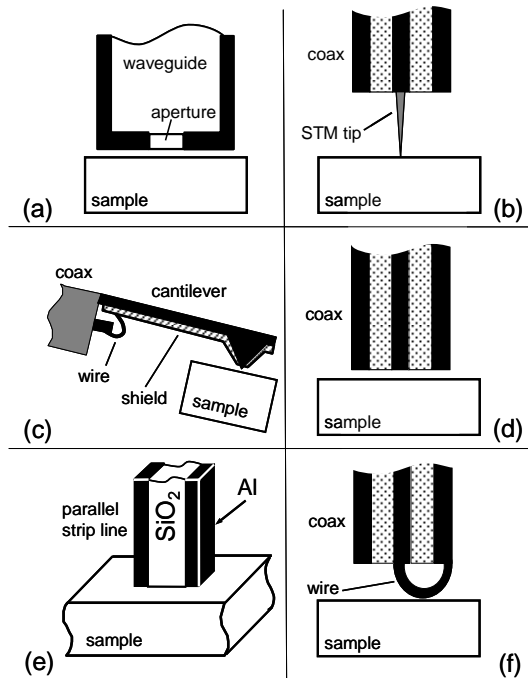 waveguide
aperture
sample
(a)
coax
STM tip
sample
(b)
coax
cantilever
wire
shield
sample
(c)
coax
sample
(d)
parallel
strip line
SiO₂
Al
sample
(e)
coax
wire
sample
(f)